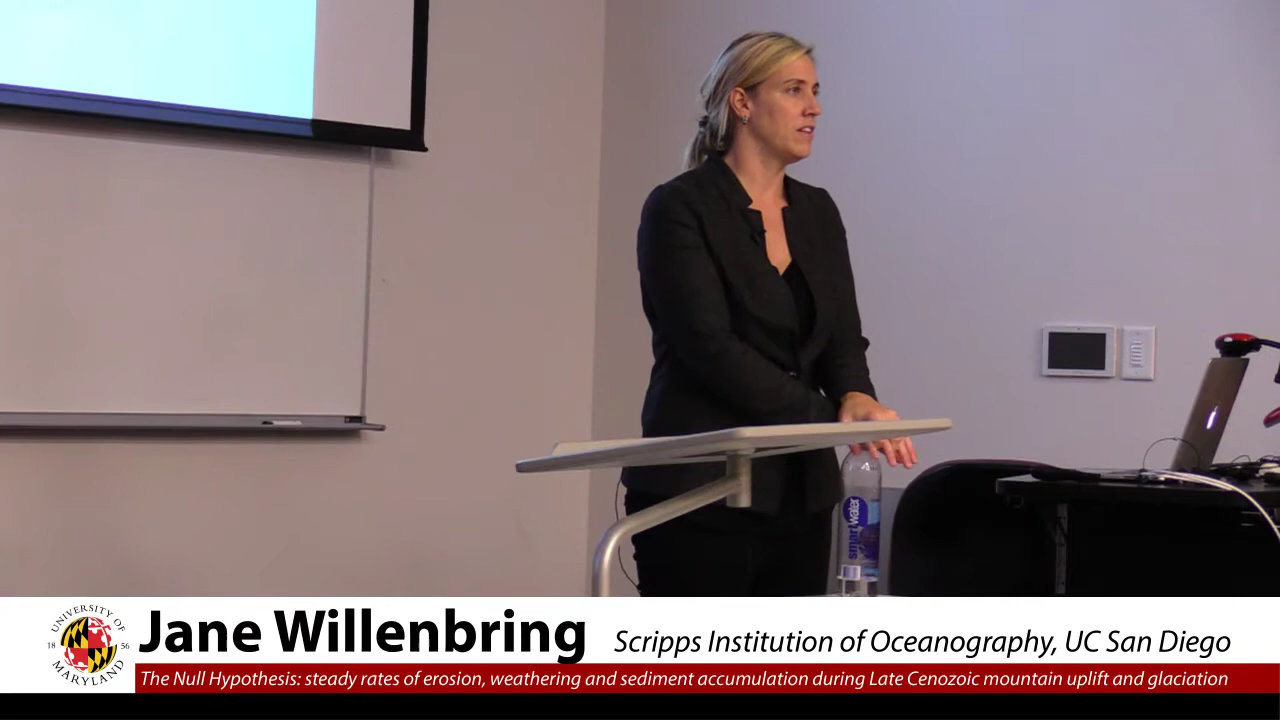 smartwater
UNIVERSITY OF
18 56
MARYLAND
Jane Willenbring
Scripps Institution of Oceanography, UC San Diego
The Null Hypothesis: steady rates of erosion, weathering and sediment accumulation during Late Cenozoic mountain uplift and glaciation